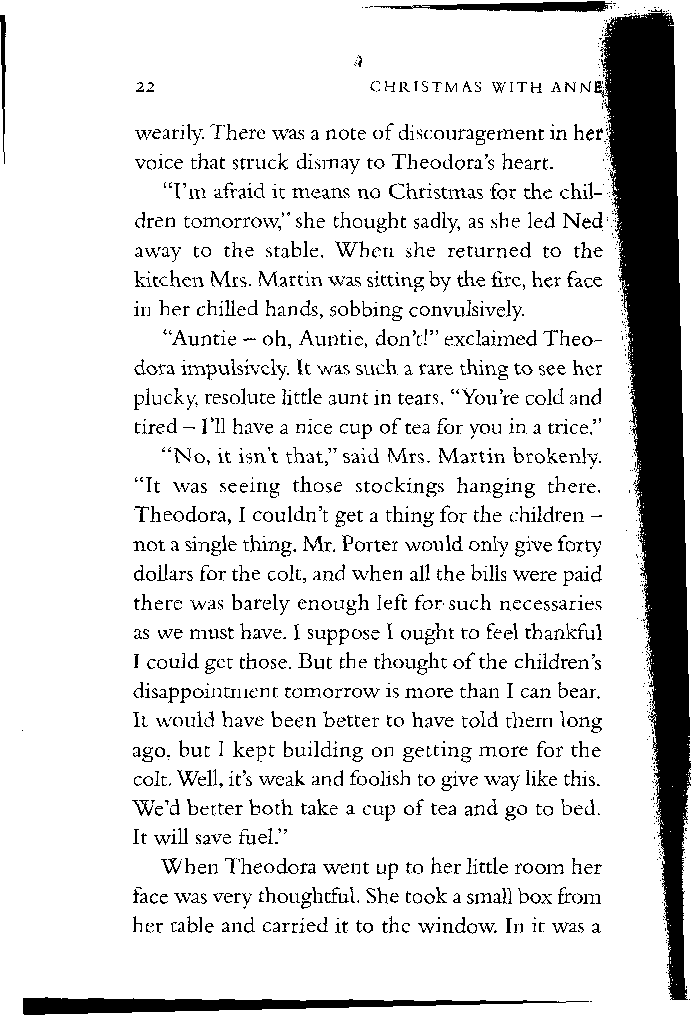 22 CHRISTMAS WITH ANNE
wearily. There was a note of discouragement in her
voice that struck dismay to Theodora's heart.
“I'm afraid it means no Christmas for the chil-
dren tomorrow,” she thought sadly, as she led Ned
away to the stable. When she returned to the
kitchen Mrs. Martin was sitting by the fire, her face
in her chilled hands, sobbing convulsively.
“Auntie – oh, Auntie, don't!” exclaimed Theo-
dora impulsively. It was such a rare thing to see her
plucky, resolute little aunt in tears. “You're cold and
tired – I'll have a nice cup of tea for you in a trice.”
“No, it isn't that,” said Mrs. Martin brokenly.
“It was seeing those stockings hanging there.
Theodora, I couldn't get a thing for the children –
not a single thing. Mr. Porter would only give forty
dollars for the colt, and when all the bills were paid
there was barely enough left for such necessaries
as we must have. I suppose I ought to feel thankful
I could get those. But the thought of the children's
disappointment tomorrow is more than I can bear.
It would have been better to have told them long
ago, but I kept building on getting more for the
colt. Well, it's weak and foolish to give way like this.
We'd better both take a cup of tea and go to bed.
It will save fuel.”
When Theodora went up to her little room her
face was very thoughtful. She took a small box from
her table and carried it to the window. In it was a